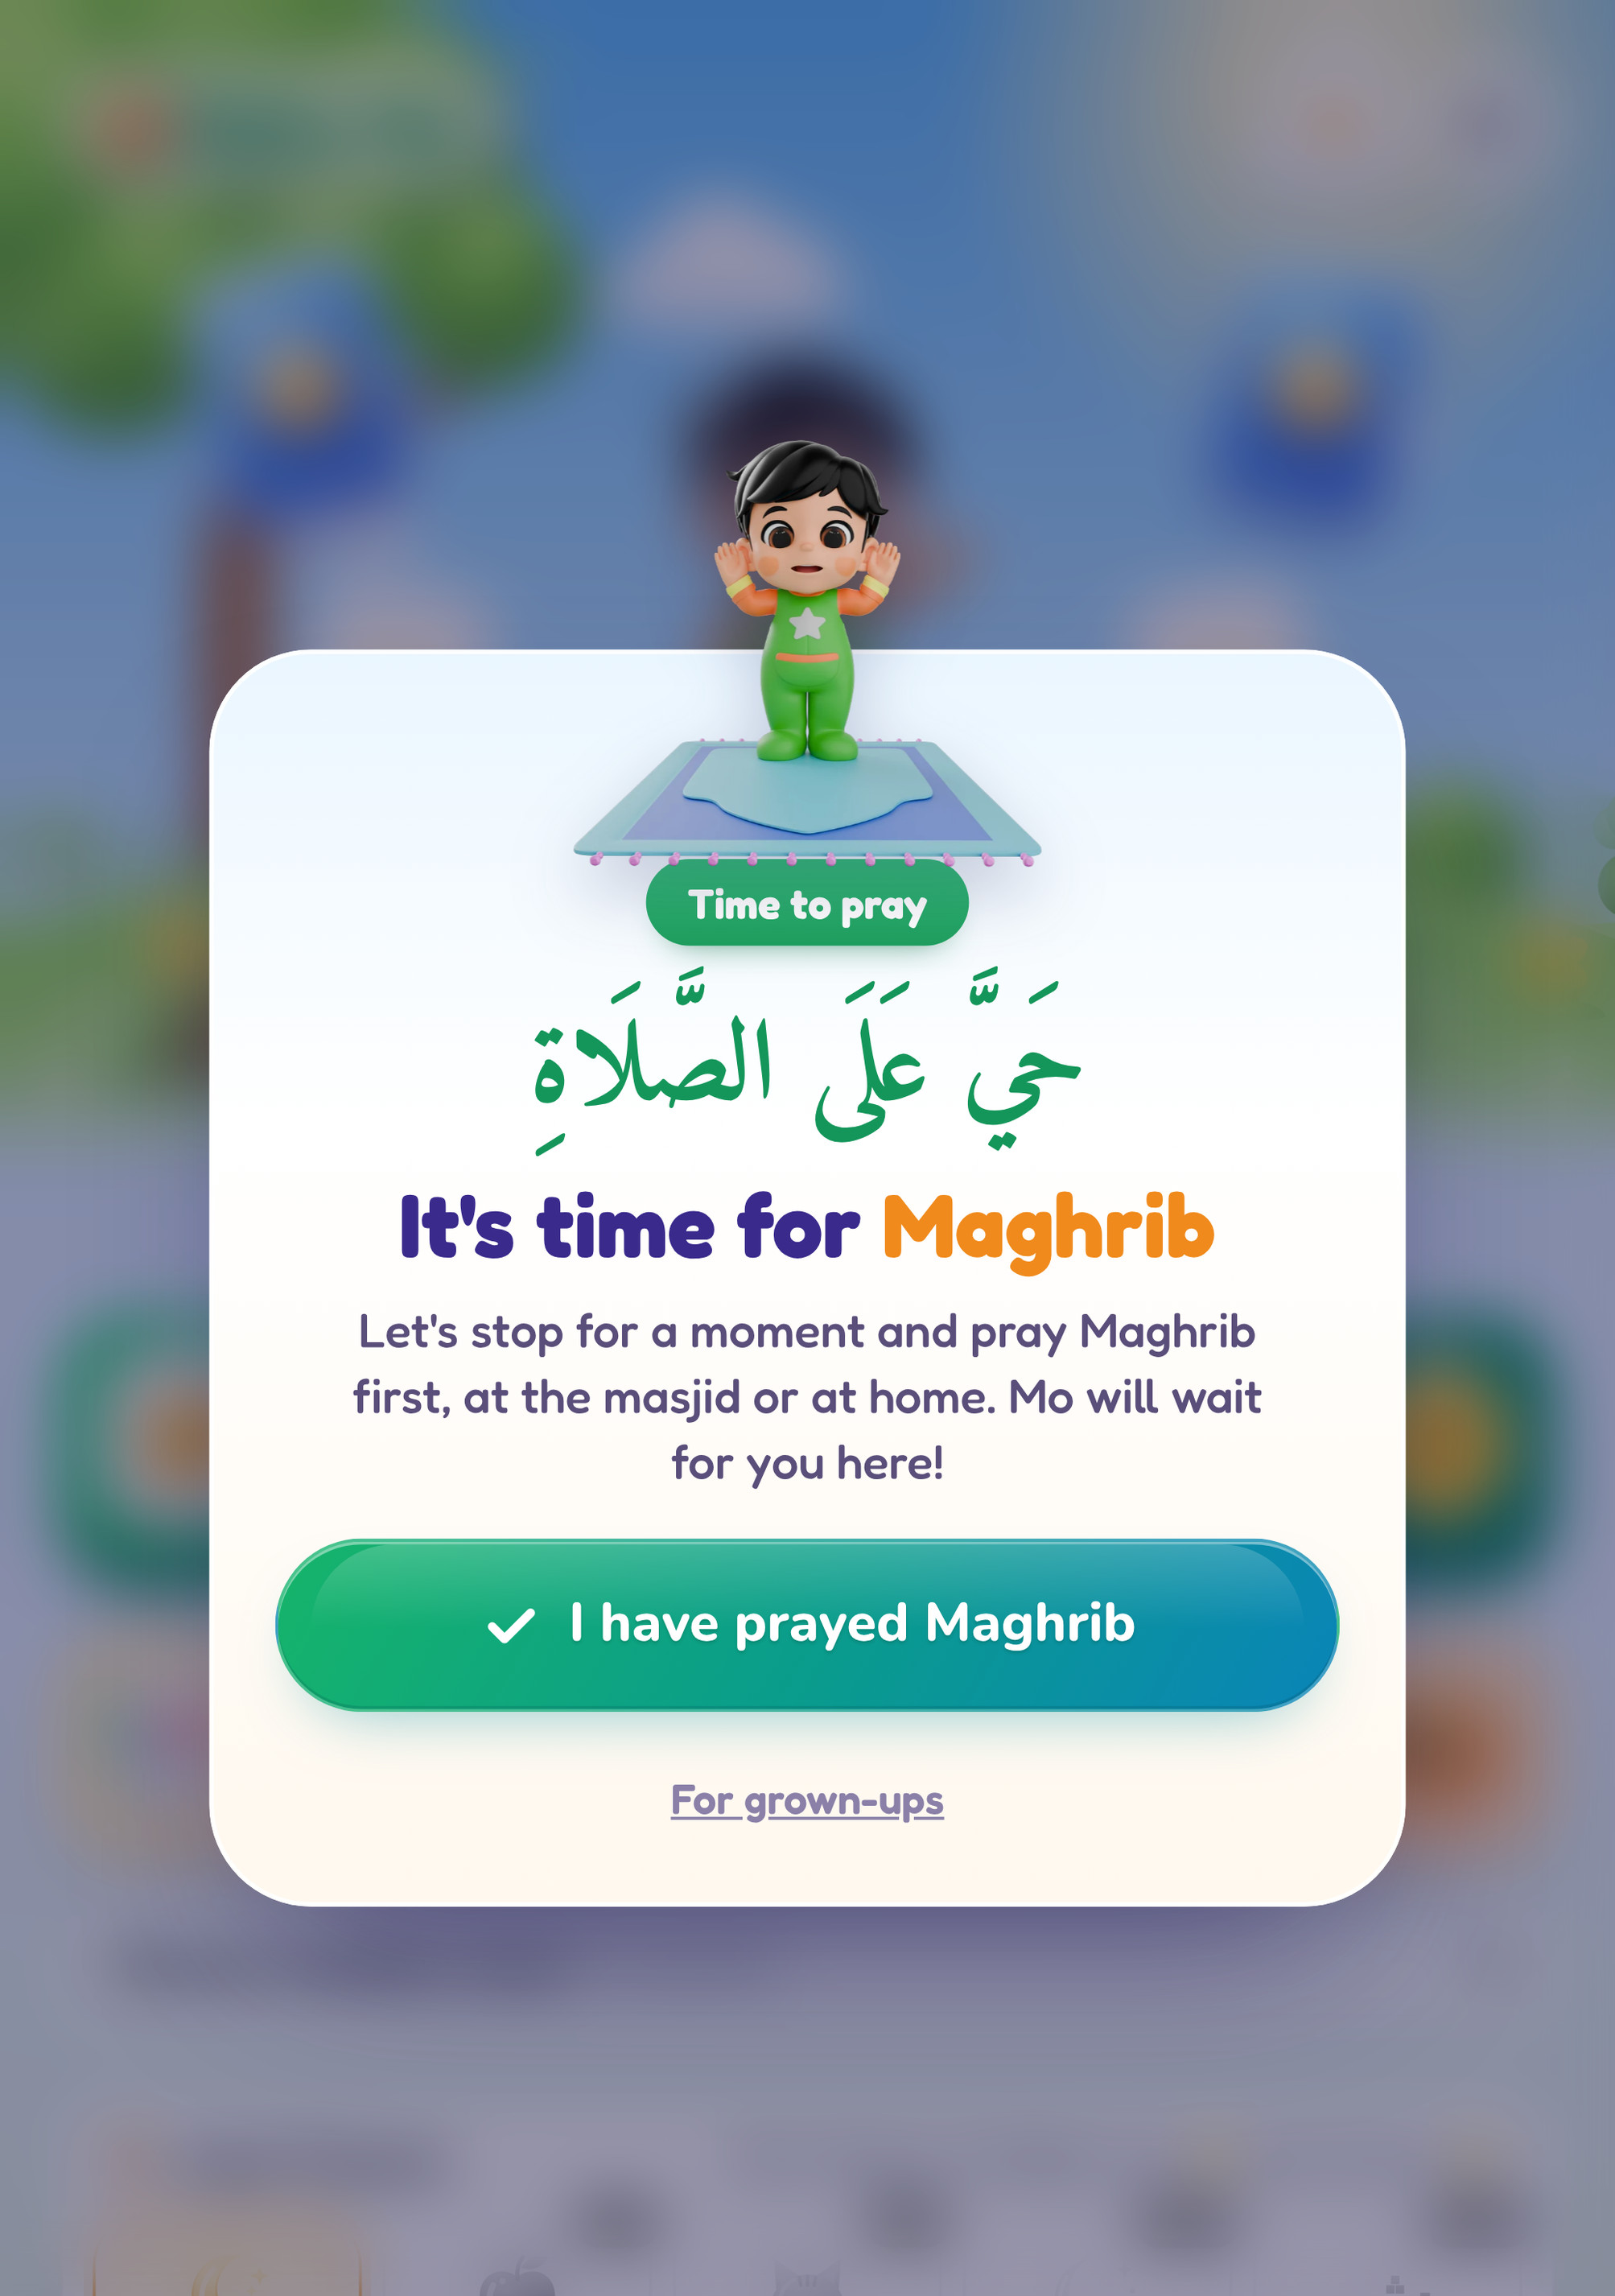 Time to pray
حَيَّ عَلَى الصَّلَاةِ
It's time for Maghrib
Let's stop for a moment and pray Maghrib
first, at the masjid or at home. Mo will wait
for you here!
I have prayed Maghrib
For grown-ups